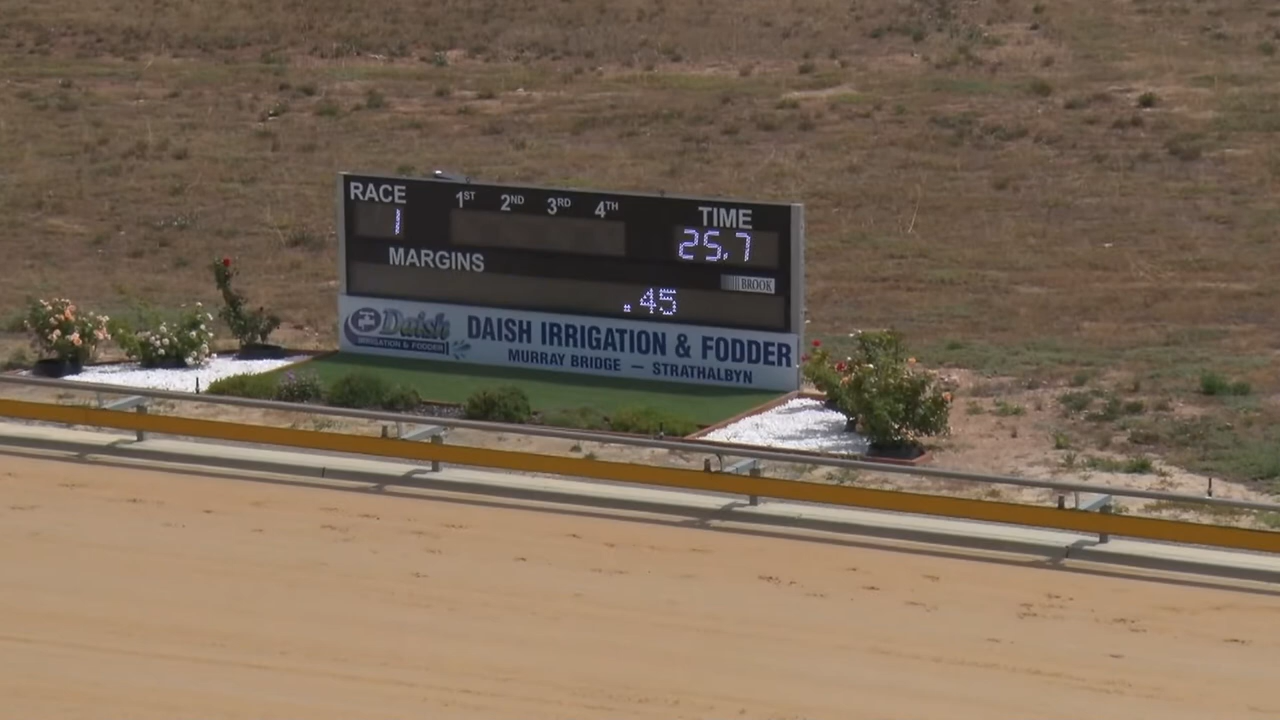 RACE 1ST 2ND 3RD 4TH TIME
1 25.7
MARGINS
BROOK
.45
Daish
IRRIGATION & FODDER
DAISH IRRIGATION & FODDER
MURRAY BRIDGE — STRATHALBYN